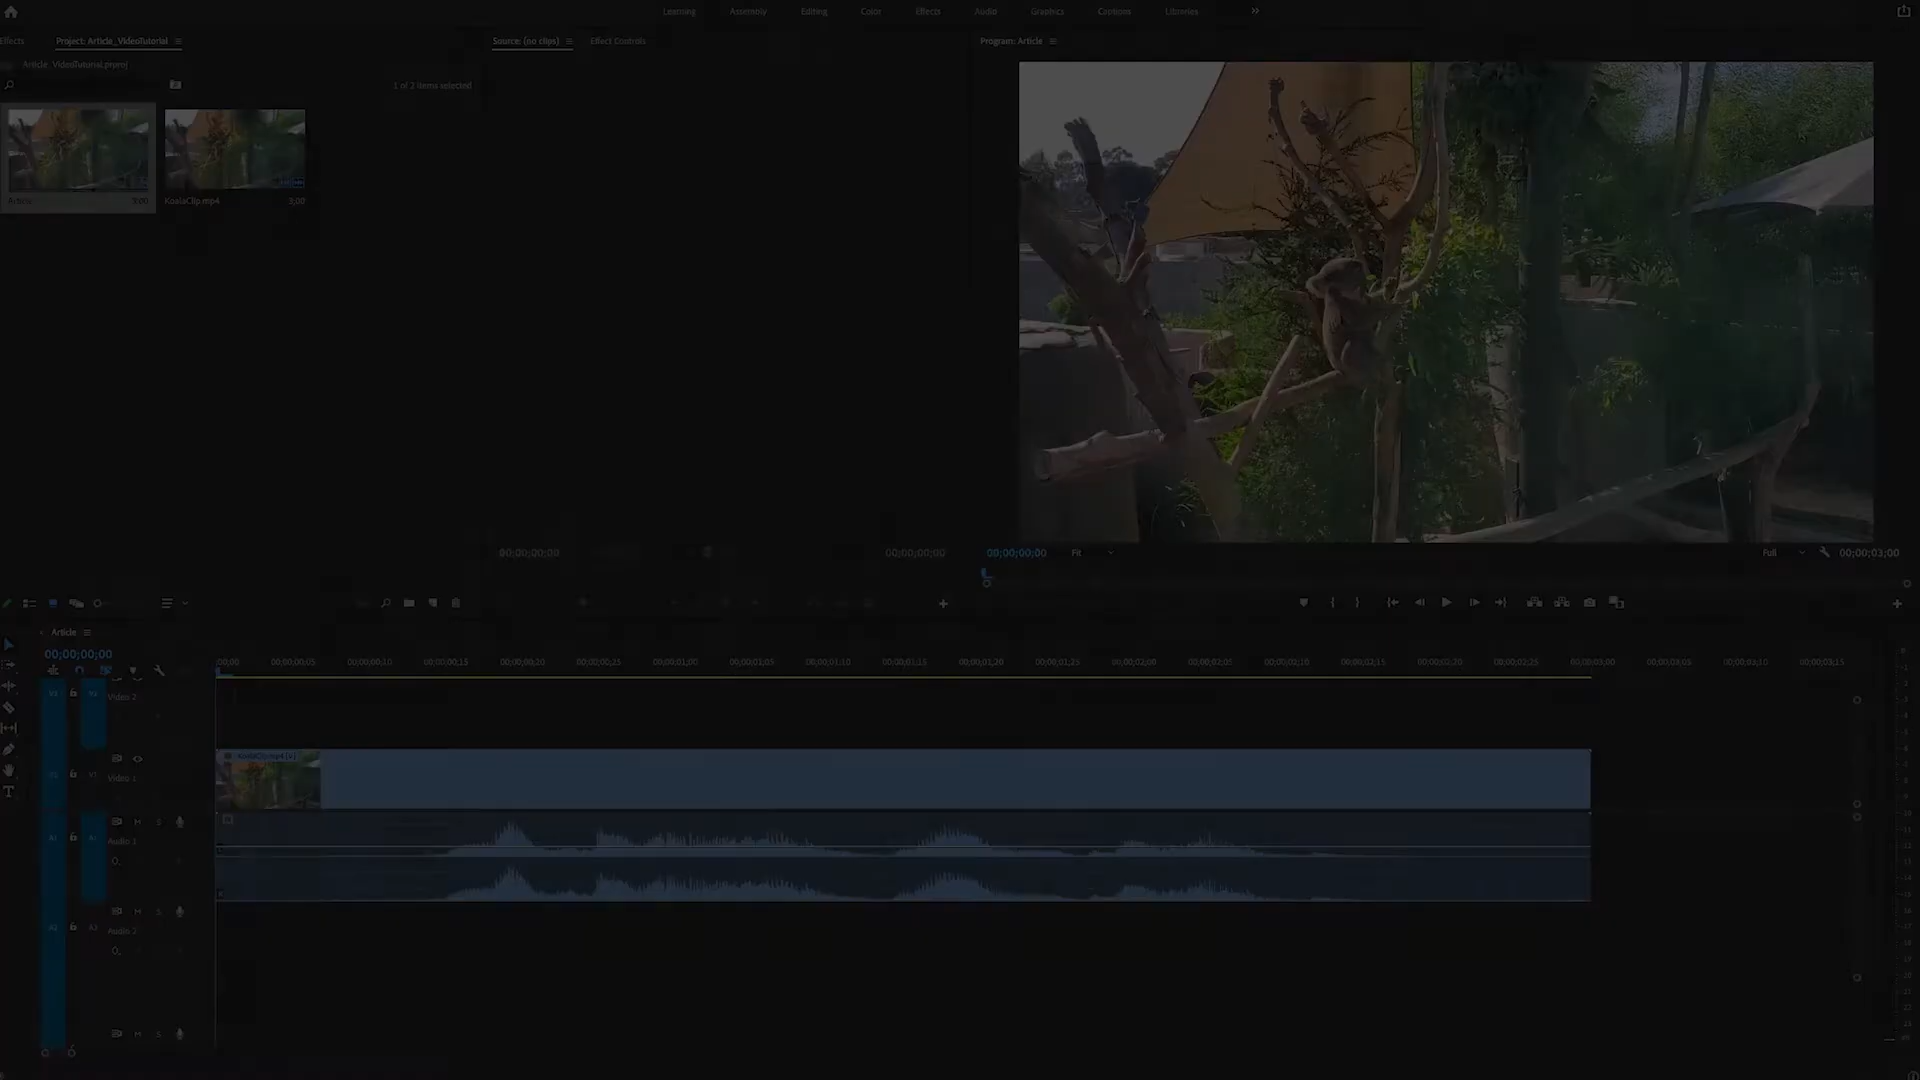 Learning Assembly Editing Color Effects Audio Graphics Captions Libraries
Effects Project: Article_VideoTutorial Source: (no clips) Effect Controls Program: Article
Article_VideoTutorial.prproj
1 of 2 items selected
Article 3;00 KoalaClip.mp4 3;00
00;00;00;00 00;00;00;00 00;00;00;00 Fit Full 00;00;03;00
Article
00;00;00;00
;00;00 00;00;00;05 00;00;00;10 00;00;00;15 00;00;00;20 00;00;00;25 00;00;01;00 00;00;01;05 00;00;01;10 00;00;01;15 00;00;01;20 00;00;01;25 00;00;02;00 00;00;02;05 00;00;02;10 00;00;02;15 00;00;02;20 00;00;02;25 00;00;03;00 00;00;03;05 00;00;03;10 00;00;03;15
Video 2
KoalaClip.mp4 [V]
V1 Video 1
M S
A1 Audio 1
M S
A2 Audio 2
M S